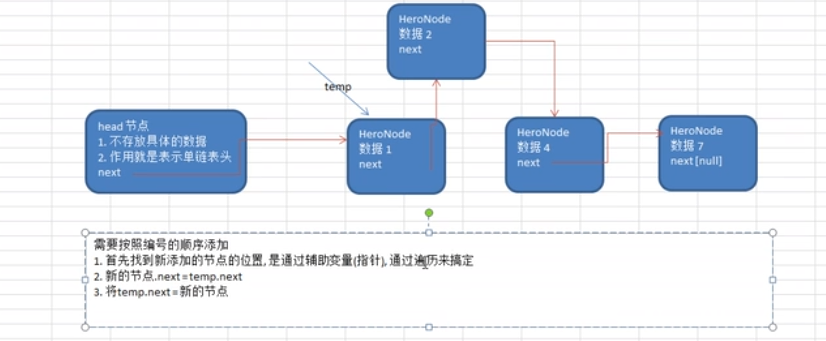 HeroNode
数据 2
next
temp
head 节点
1. 不存放具体的数据
2. 作用就是表示单链表头
next
HeroNode
数据 1
next
HeroNode
数据 4
next
HeroNode
数据 7
next [null]
需要按照编号的顺序添加
1. 首先找到新添加的节点的位置, 是通过辅助变量(指针), 通过遍历来搞定
2. 新的节点.next = temp.next
3. 将temp.next = 新的节点